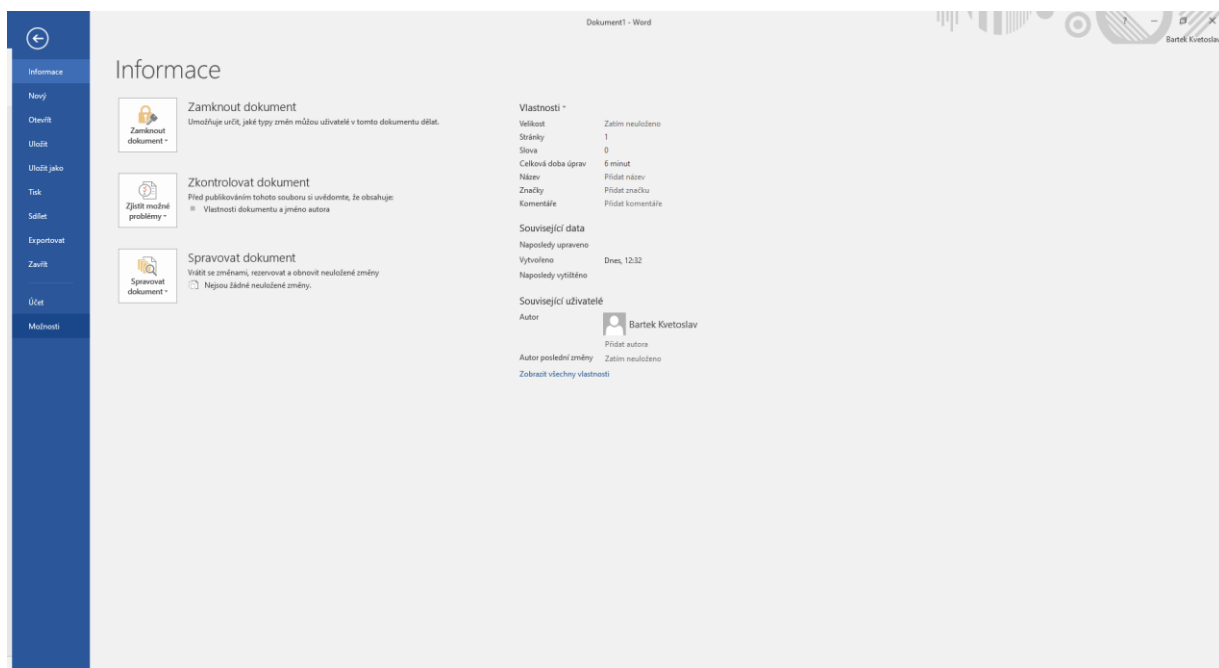 Dokument1 - Word
?
Bartek Kvetoslav
Informace
Nový
Otevřít
Uložit
Uložit jako
Tisk
Sdílet
Exportovat
Zavřít
Účet
Možnosti
Informace
Zamknout dokument
Zamknout dokument
Umožňuje určit, jaké typy změn můžou uživatelé v tomto dokumentu dělat.
Zjistit možné problémy
Zkontrolovat dokument
Před publikováním tohoto souboru si uvědomte, že obsahuje:
Vlastnosti dokumentu a jméno autora
Spravovat dokument
Spravovat dokument
Vrátit se změnami, rezervovat a obnovit neuložené změny
Nejsou žádné neuložené změny.
Vlastnosti
Velikost Zatím neuloženo
Stránky 1
Slova 0
Celková doba úprav 6 minut
Název Přidat název
Značky Přidat značku
Komentáře Přidat komentáře
Související data
Naposledy upraveno
Vytvořeno Dnes, 12:32
Naposledy vytištěno
Související uživatelé
Autor
Bartek Kvetoslav
Přidat autora
Autor poslední změny Zatím neuloženo
Zobrazit všechny vlastnosti